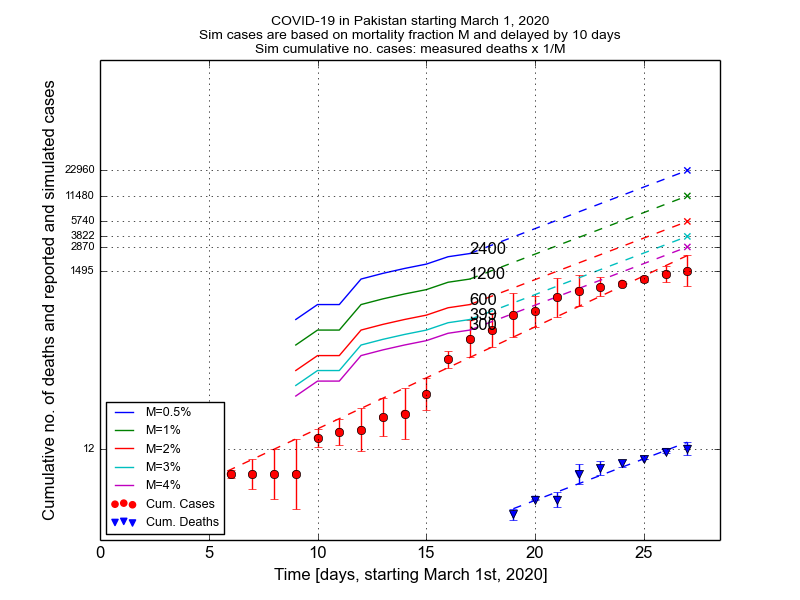 COVID-19 in Pakistan starting March 1, 2020
Sim cases are based on mortality fraction M and delayed by 10 days
Sim cumulative no. cases: measured deaths x 1/M
Cumulative no. of deaths and reported and simulated cases
22960
11480
5740
3822
2870
1495
12
2400
1200
600
399
300
M=0.5%
M=1%
M=2%
M=3%
M=4%
Cum. Cases
Cum. Deaths
0 5 10 15 20 25
Time [days, starting March 1st, 2020]